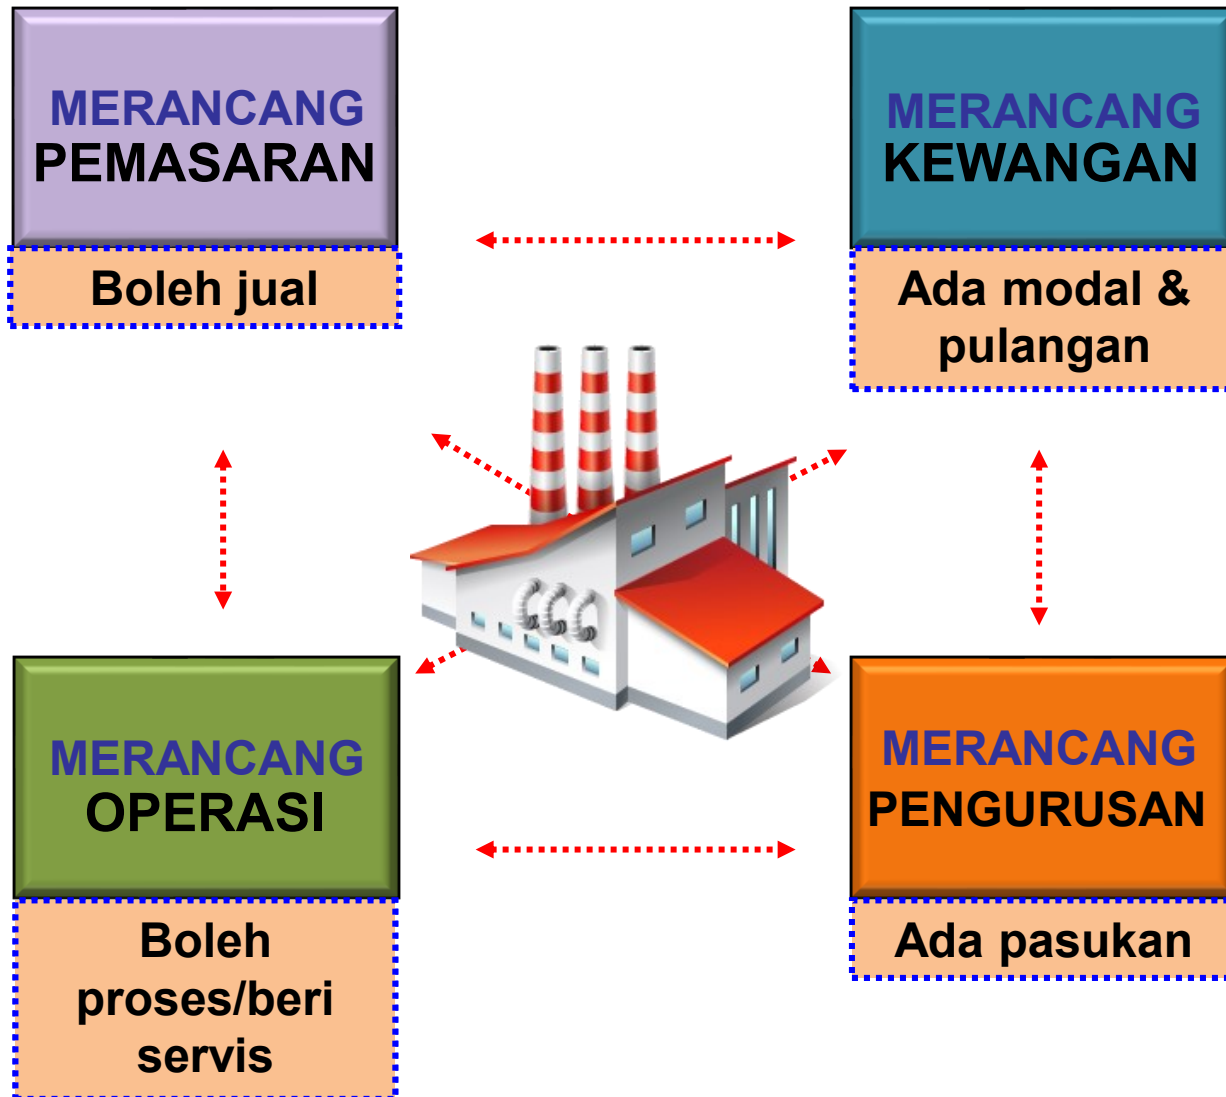 MERANCANG
PEMASARAN
Boleh jual
MERANCANG
KEWANGAN
Ada modal &
pulangan
MERANCANG
OPERASI
Boleh
proses/beri
servis
MERANCANG
PENGURUSAN
Ada pasukan